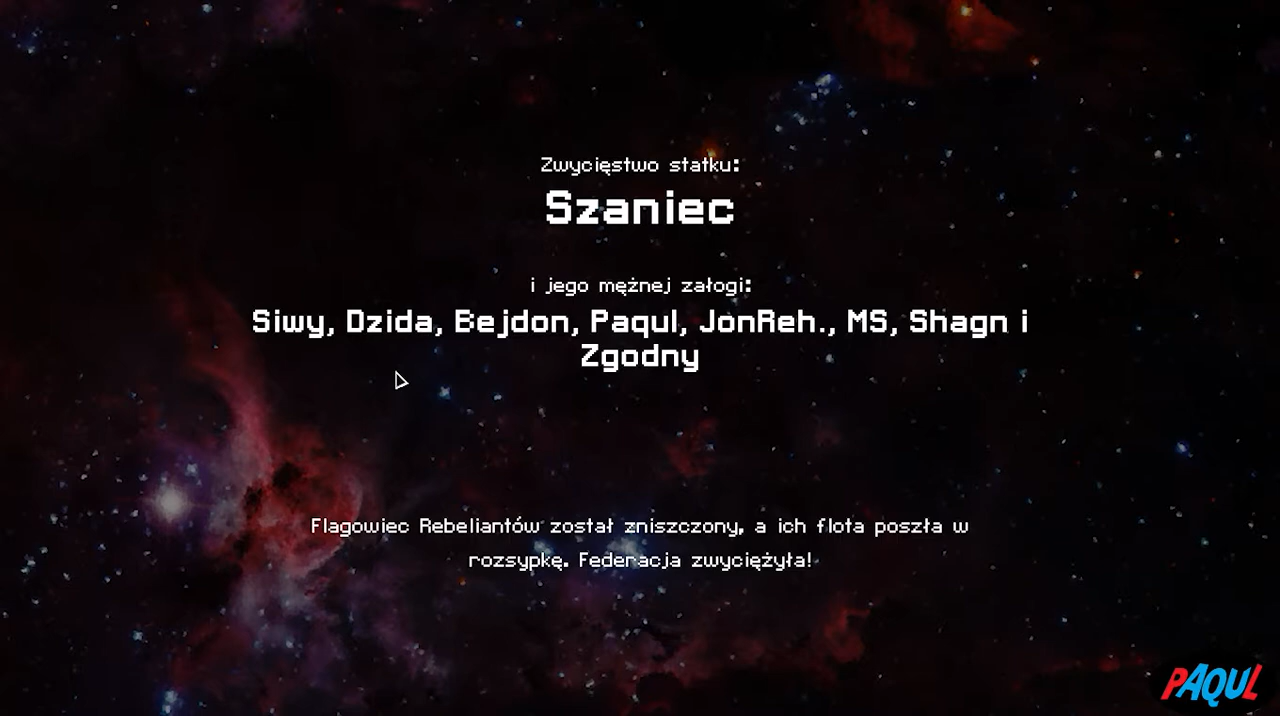 Zwycięstwo statku:
Szaniec
i jego mężnej załogi:
Siwy, Dzida, Bejdon, Paqul, JonReh., MS, Shagn i
Zgodny
Flagowiec Rebeliantów został zniszczony, a ich flota poszła w
rozsypkę. Federacja zwyciężyła!
PAQUL